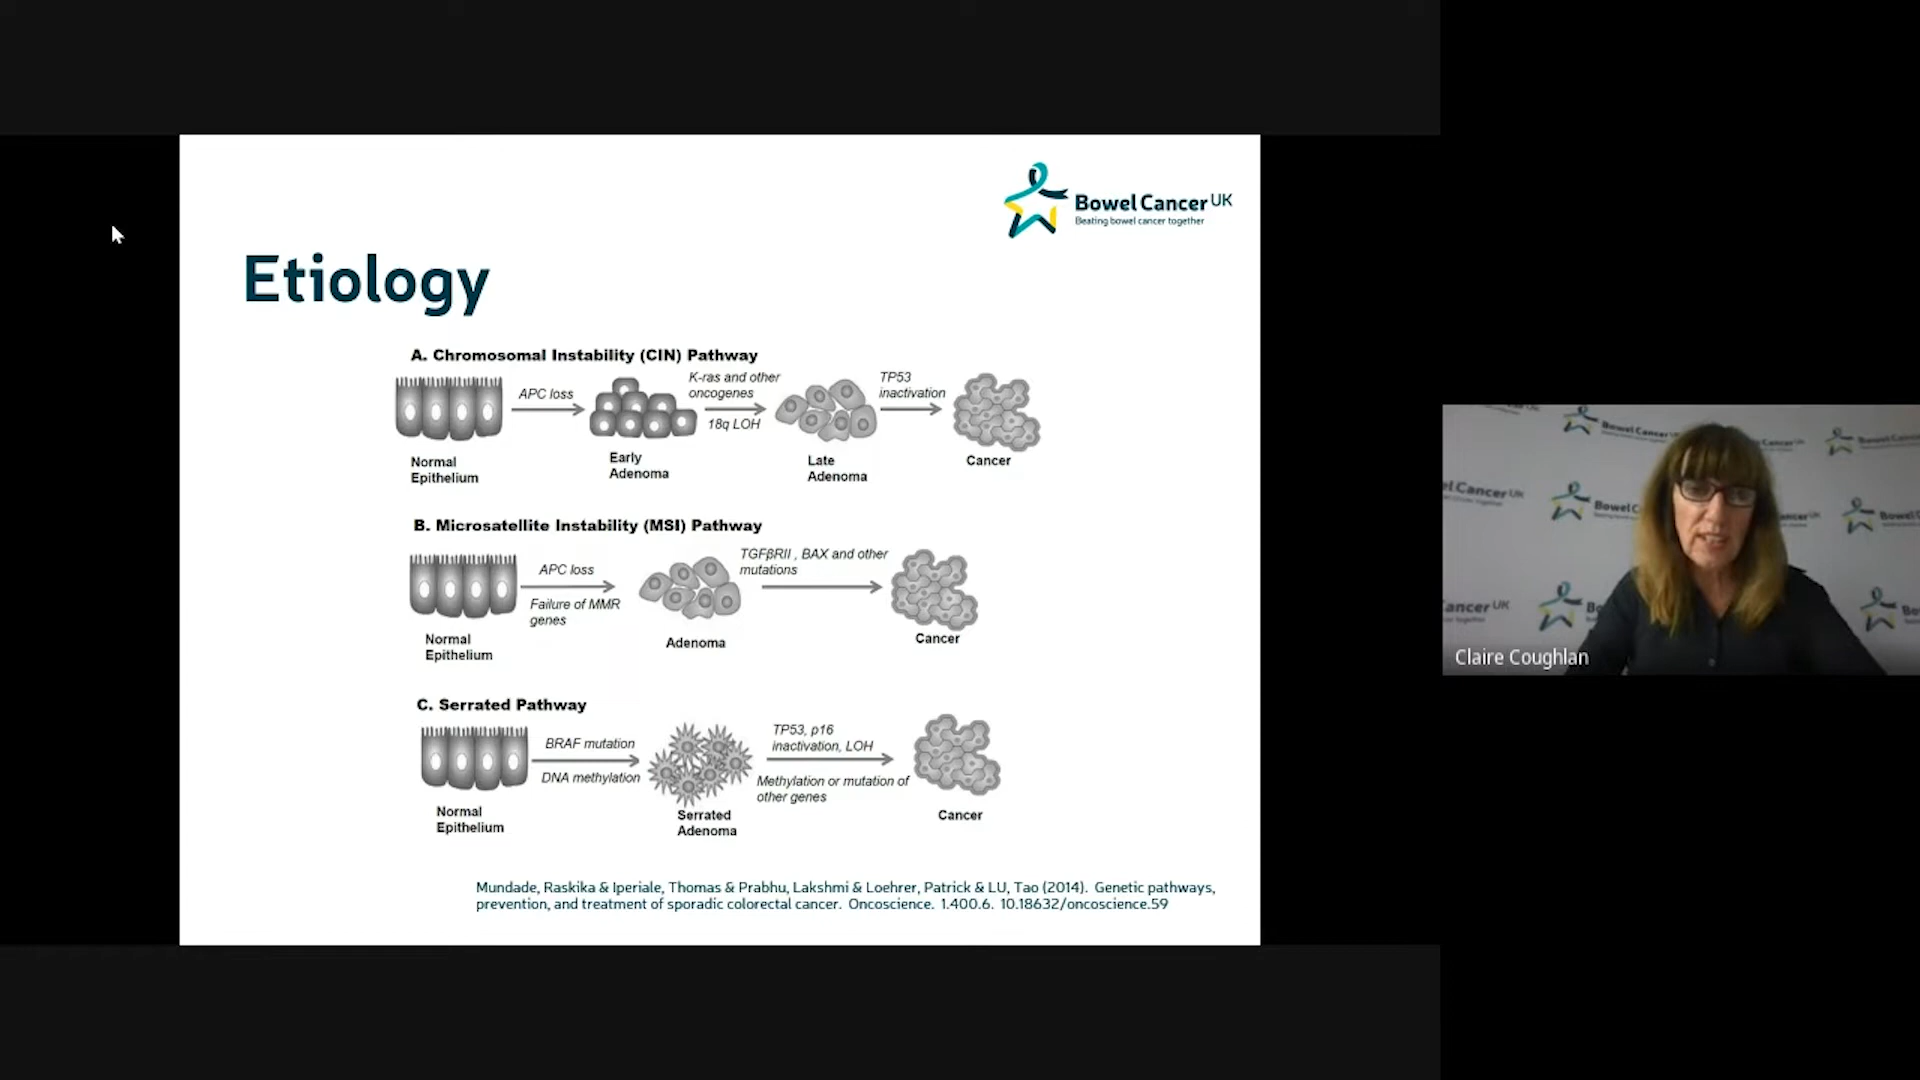 Bowel Cancer UK
Beating bowel cancer together
Etiology
A. Chromosomal Instability (CIN) Pathway
APC loss
K-ras and other
oncogenes
18q LOH
TP53
inactivation
Normal
Epithelium
Early
Adenoma
Late
Adenoma
Cancer
B. Microsatellite Instability (MSI) Pathway
APC loss
Failure of MMR
genes
TGFβRII , BAX and other
mutations
Normal
Epithelium
Adenoma
Cancer
C. Serrated Pathway
BRAF mutation
DNA methylation
TP53, p16
inactivation, LOH
Methylation or mutation of
other genes
Normal
Epithelium
Serrated
Adenoma
Cancer
Mundade, Raskika & Iperiale, Thomas & Prabhu, Lakshmi & Loehrer, Patrick & LU, Tao (2014). Genetic pathways,
prevention, and treatment of sporadic colorectal cancer. Oncoscience. 1.400.6. 10.18632/oncoscience.59
Claire Coughlan